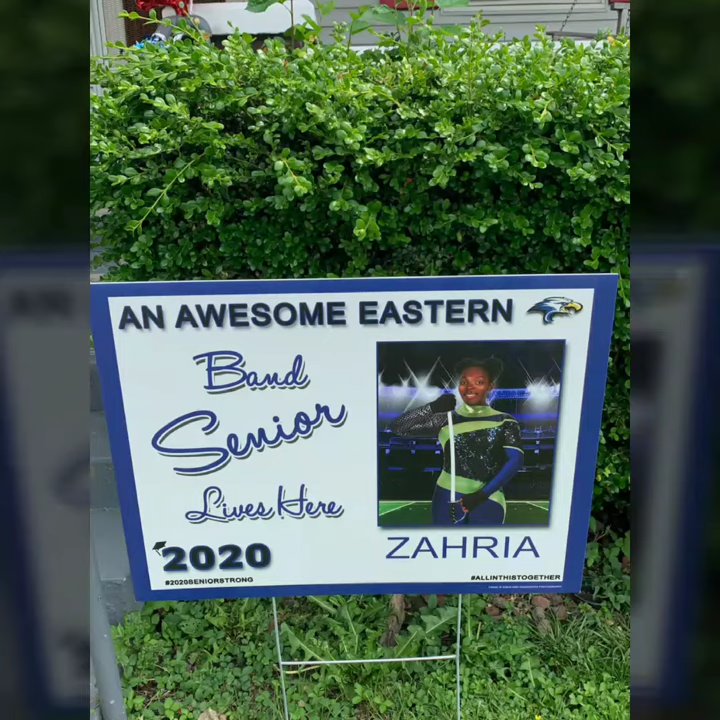 AN AWESOME EASTERN
Band
Senior
Lives Here
2020
ZAHRIA
#2020SENIORSTRONG
#ALLINTHISTOGETHER